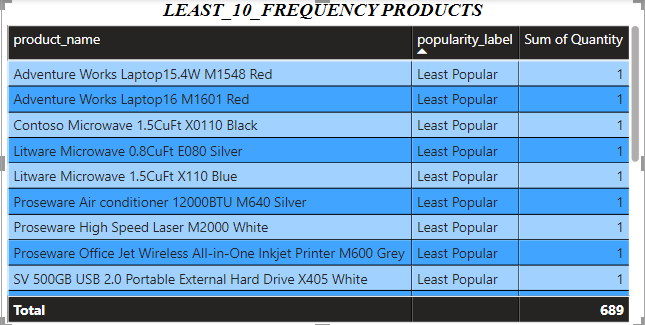 LEAST_10_FREQUENCY PRODUCTS
product_name popularity_label Sum of Quantity
Adventure Works Laptop15.4W M1548 Red Least Popular 1
Adventure Works Laptop16 M1601 Red Least Popular 1
Contoso Microwave 1.5CuFt X0110 Black Least Popular 1
Litware Microwave 0.8CuFt E080 Silver Least Popular 1
Litware Microwave 1.5CuFt X110 Blue Least Popular 1
Proseware Air conditioner 12000BTU M640 Silver Least Popular 1
Proseware High Speed Laser M2000 White Least Popular 1
Proseware Office Jet Wireless All-in-One Inkjet Printer M600 Grey Least Popular 1
SV 500GB USB 2.0 Portable External Hard Drive X405 White Least Popular 1
Total 689